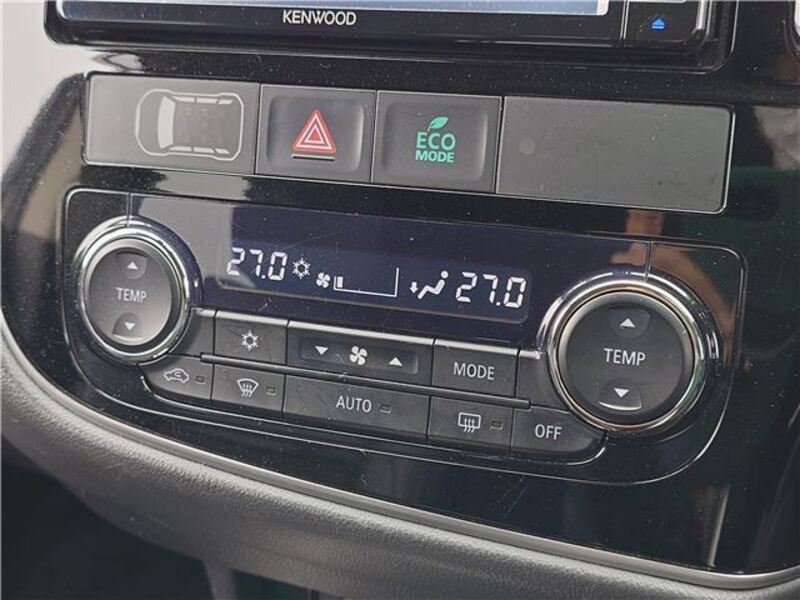 KENWOOD
ECO
MODE
27.0 27.0
TEMP
TEMP
MODE
AUTO
OFF